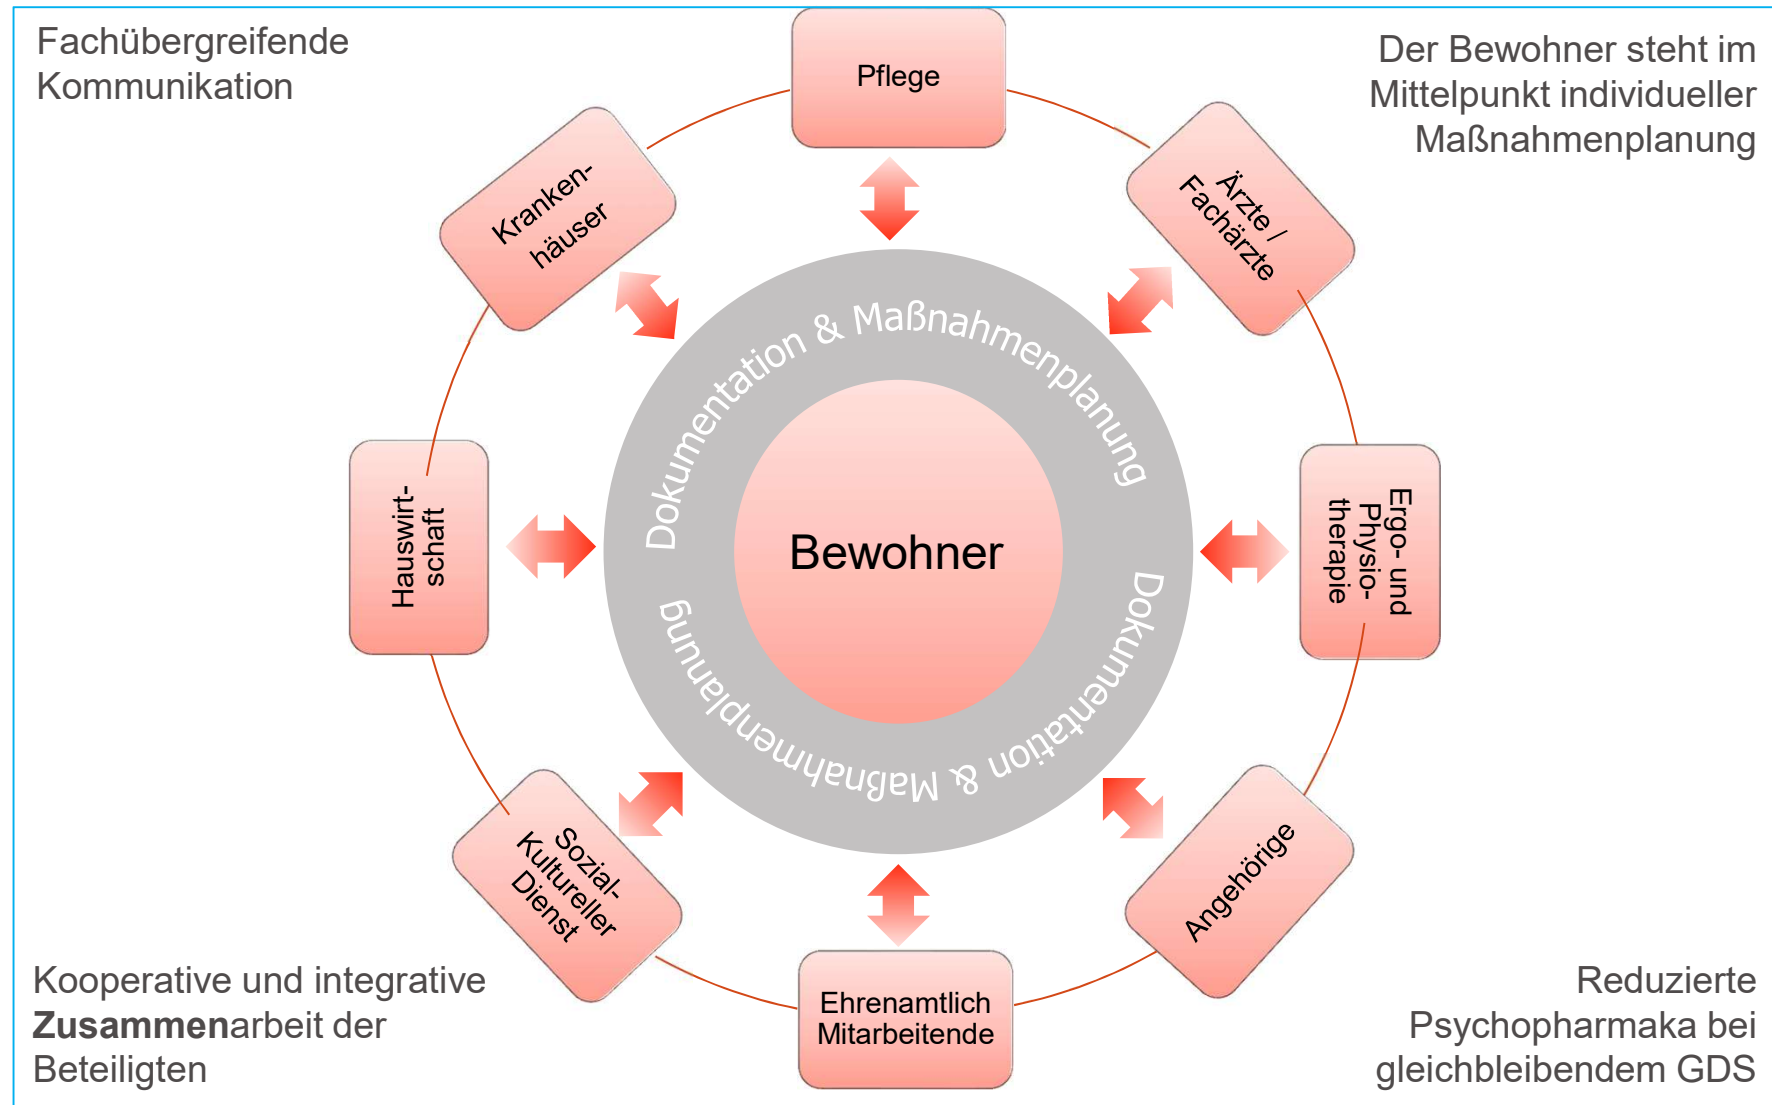 Fachübergreifende
Kommunikation
Der Bewohner steht im
Mittelpunkt individueller
Maßnahmenplanung
Pflege
Ärzte /
Fachärzte
Ergo- und
Physio-
therapie
Angehörige
Ehrenamtlich
Mitarbeitende
Sozial-
Kultureller
Dienst
Hauswirt-
schaft
Kranken-
häuser
Dokumentation & Maßnahmenplanung
Dokumentation & Maßnahmenplanung
Bewohner
Kooperative und integrative
Zusammenarbeit der
Beteiligten
Reduzierte
Psychopharmaka bei
gleichbleibendem GDS